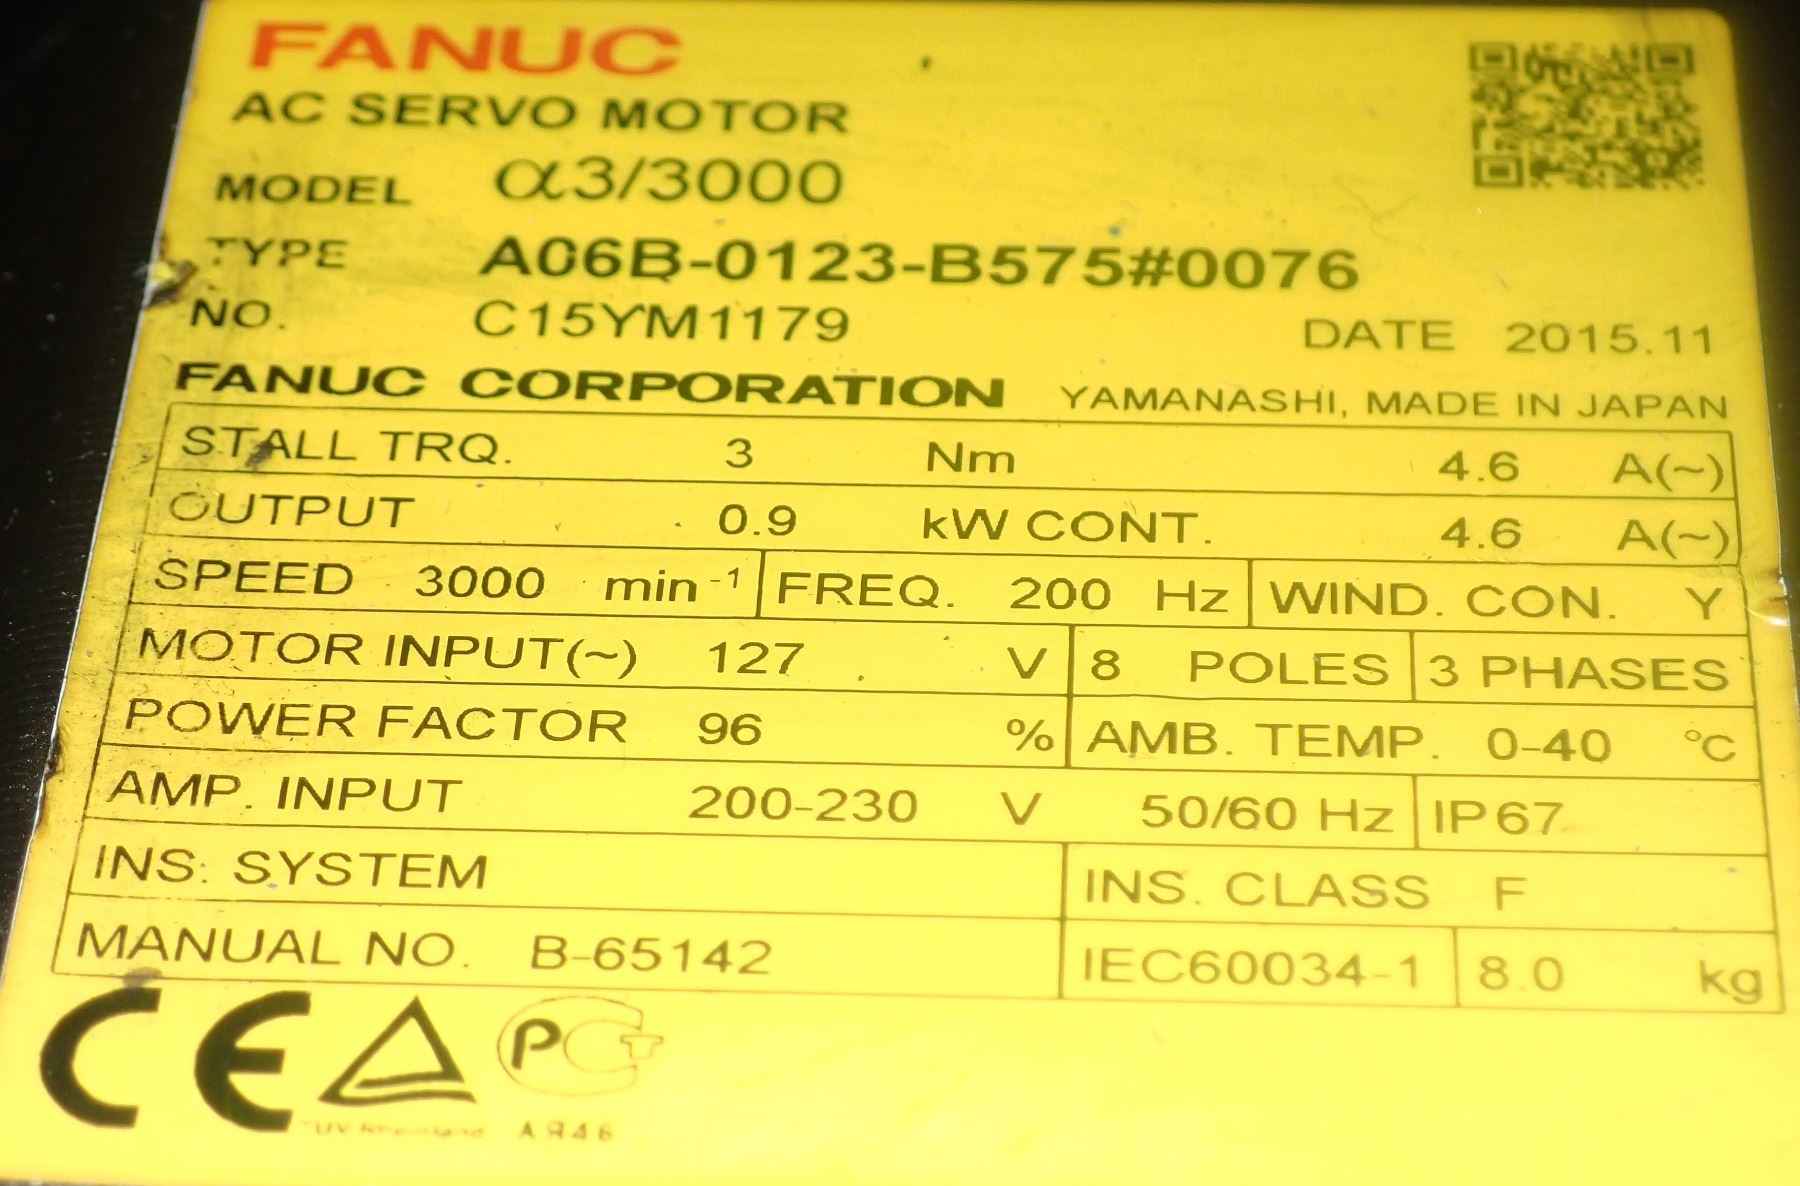 FANUC
AC SERVO MOTOR
MODEL α3/3000
TYPE A06B-0123-B575#0076
NO. C15YM1179 DATE 2015.11
FANUC CORPORATION YAMANASHI, MADE IN JAPAN
STALL TRQ. 3 Nm 4.6 A(~)
OUTPUT 0.9 kW CONT. 4.6 A(~)
SPEED 3000 min⁻¹ FREQ. 200 Hz WIND. CON. Y
MOTOR INPUT(~) 127 V 8 POLES 3 PHASES
POWER FACTOR 96 % AMB. TEMP. 0-40 °C
AMP. INPUT 200-230 V 50/60 Hz IP67
INS: SYSTEM INS. CLASS F
MANUAL NO. B-65142 IEC60034-1 8.0 kg
CE PCT
TUV Rheinland АЯ46